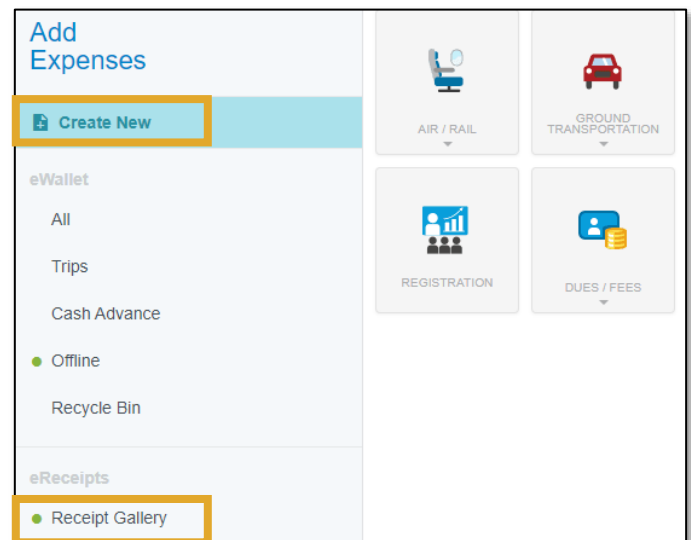 Add
Expenses
Create New
eWallet
All
Trips
Cash Advance
Offline
Recycle Bin
eReceipts
Receipt Gallery
AIR / RAIL
GROUND
TRANSPORTATION
REGISTRATION
DUES / FEES